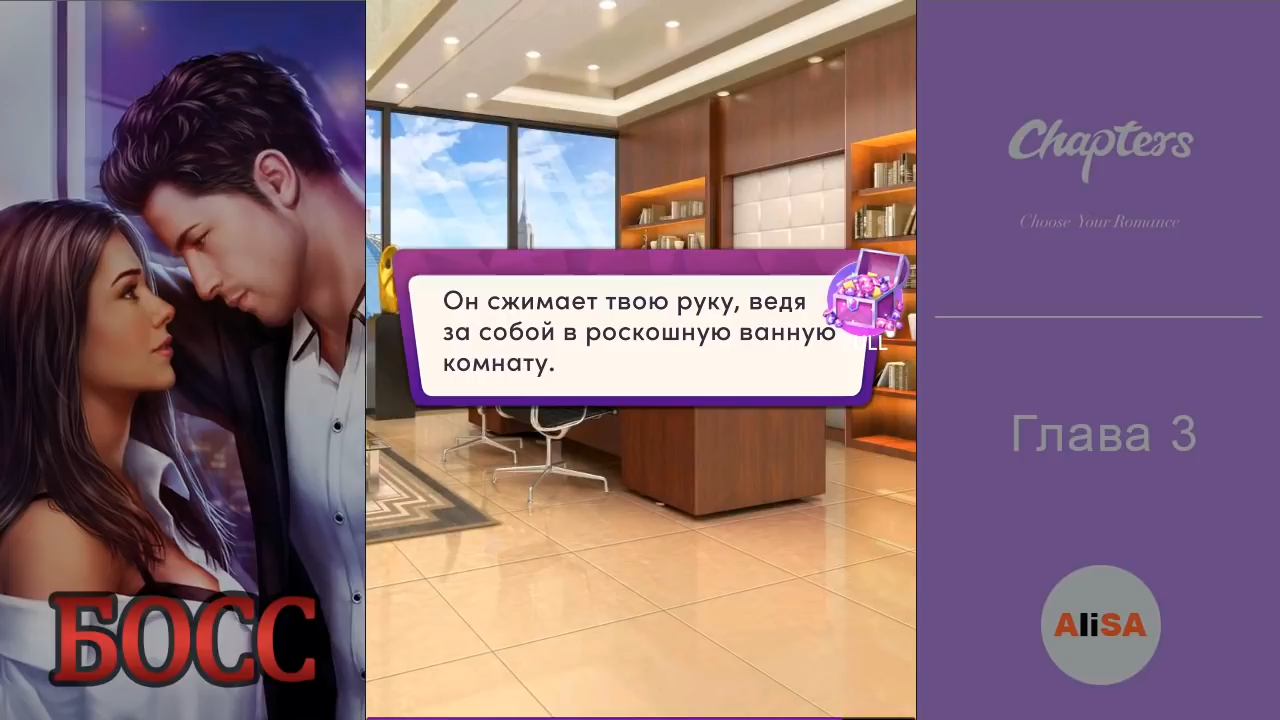 БОСС
Он сжимает твою руку, ведя
за собой в роскошную ванную
комнату.
Chapters
Choose Your Romance
Глава 3
AliSA